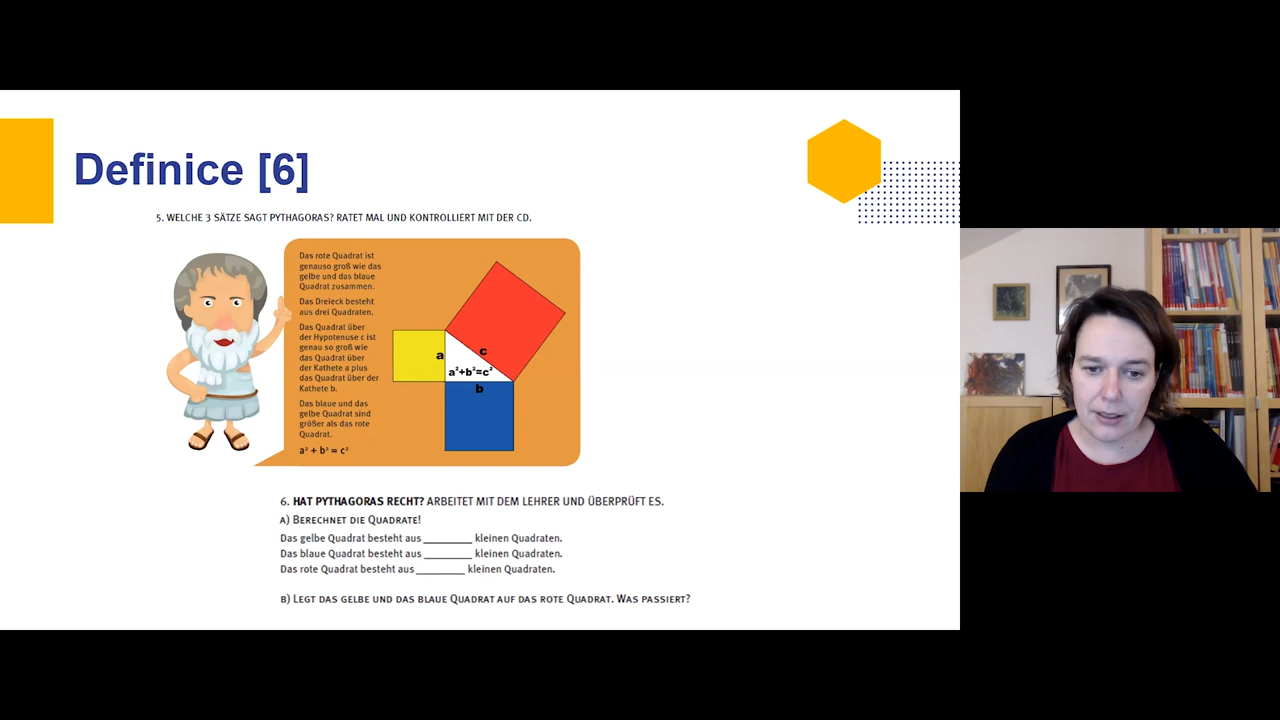 Definice [6]
5. WELCHE 3 SÄTZE SAGT PYTHAGORAS? RATET MAL UND KONTROLLIERT MIT DER CD.
Das rote Quadrat ist
genauso groß wie das
gelbe und das blaue
Quadrat zusammen.
Das Dreieck besteht
aus drei Quadraten.
Das Quadrat über
der Hypotenuse c ist
genau so groß wie
das Quadrat über
der Kathete a plus
das Quadrat über der
Kathete b.
Das blaue und das
gelbe Quadrat sind
größer als das rote
Quadrat.
a² + b² = c²
a
c
a²+b²=c²
b
6. HAT PYTHAGORAS RECHT? ARBEITET MIT DEM LEHRER UND ÜBERPRÜFT ES.
A) BERECHNET DIE QUADRATE!
Das gelbe Quadrat besteht aus ________ kleinen Quadraten.
Das blaue Quadrat besteht aus ________ kleinen Quadraten.
Das rote Quadrat besteht aus ________ kleinen Quadraten.
B) LEGT DAS GELBE UND DAS BLAUE QUADRAT AUF DAS ROTE QUADRAT. WAS PASSIERT?